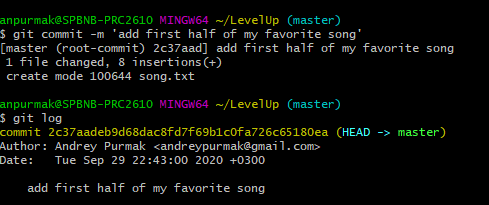 anpurmak@SPBNB-PRC2610 MINGW64 ~/LevelUp (master)
$ git commit -m 'add first half of my favorite song'
[master (root-commit) 2c37aad] add first half of my favorite song
 1 file changed, 8 insertions(+)
 create mode 100644 song.txt

anpurmak@SPBNB-PRC2610 MINGW64 ~/LevelUp (master)
$ git log
commit 2c37aadeb9d68dac8fd7f69b1c0fa726c65180ea (HEAD -> master)
Author: Andrey Purmak <andreypurmak@gmail.com>
Date:   Tue Sep 29 22:43:00 2020 +0300

    add first half of my favorite song